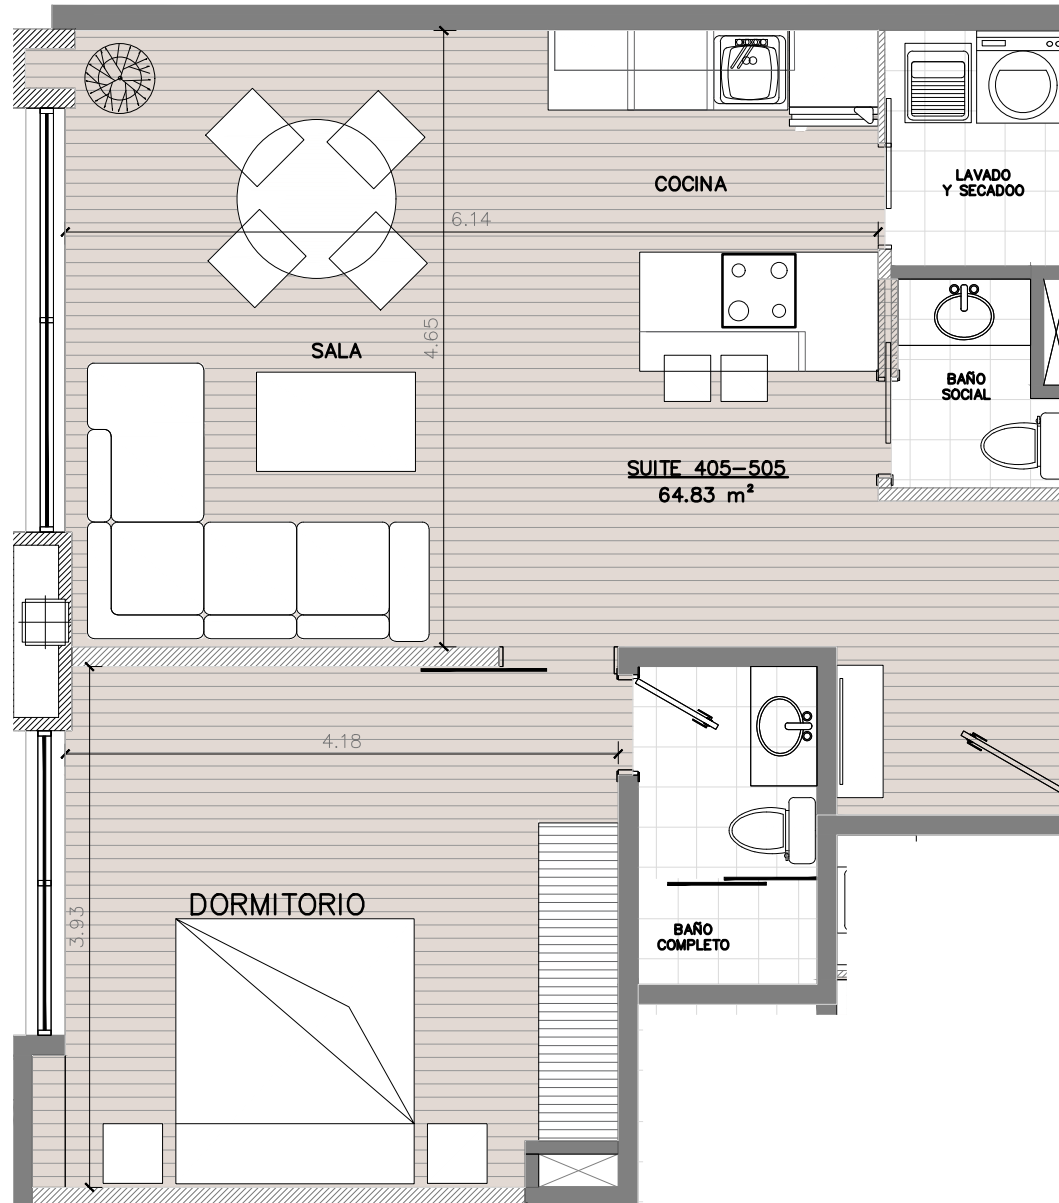 COCINA
LAVADO
Y SECADOO
6.14
4.65
SALA
BAÑO
SOCIAL
SUITE 405-505
64.83 m²
4.18
DORMITORIO
3.93
BAÑO
COMPLETO